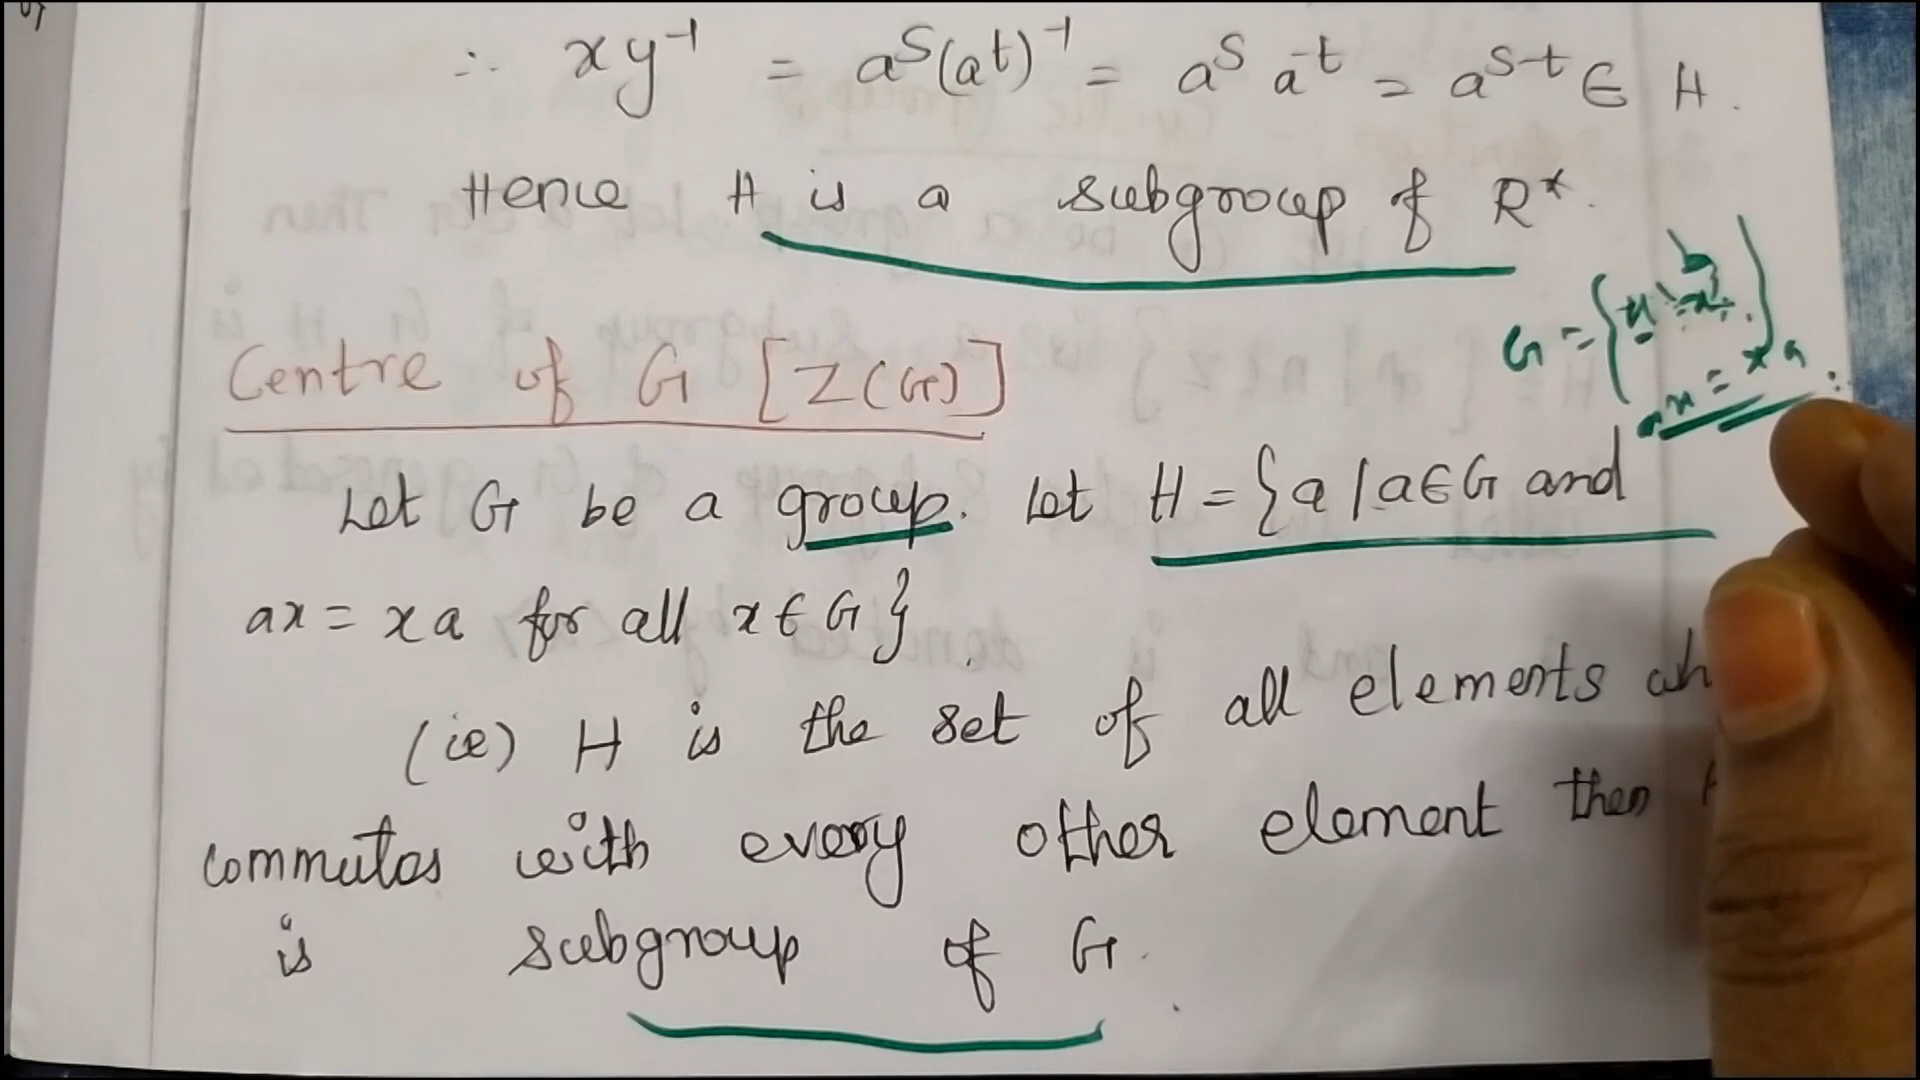 ∴ xy⁻¹ = aˢ(aᵗ)⁻¹ = aˢ a⁻ᵗ = aˢ⁻ᵗ ∈ H.
Hence H is a subgroup of R*.
G = {
ax = xa
Centre of G [Z(G)]
Let G be a group. Let H = {a / a∈G and
ax = xa for all x∈G}.
(ie) H is the set of all elements
commutes with every other element then
is subgroup of G.